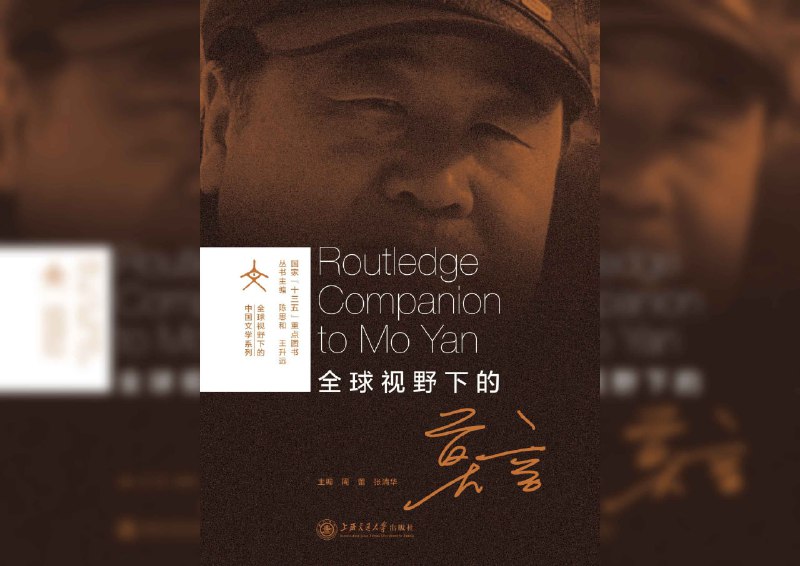 Routledge
Companion
to Mo Yan
全球视野下的
莫言
国家“十三五”重点图书
丛书主编 陈思和 王升远
全球视野下的
中国文学系列
主编 周 蕾 张清华
上海交通大学出版社